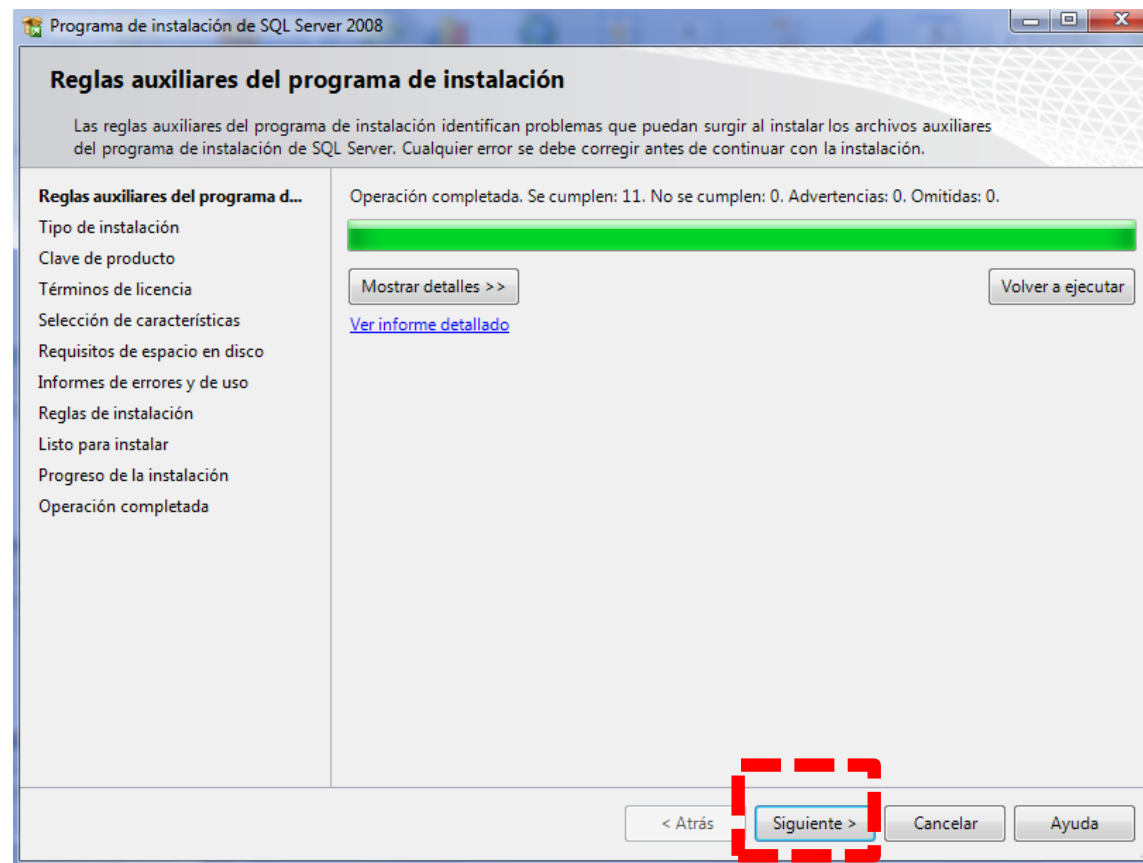 Programa de instalación de SQL Server 2008
Reglas auxiliares del programa de instalación
Las reglas auxiliares del programa de instalación identifican problemas que puedan surgir al instalar los archivos auxiliares
del programa de instalación de SQL Server. Cualquier error se debe corregir antes de continuar con la instalación.
Reglas auxiliares del programa d...
Tipo de instalación
Clave de producto
Términos de licencia
Selección de características
Requisitos de espacio en disco
Informes de errores y de uso
Reglas de instalación
Listo para instalar
Progreso de la instalación
Operación completada
Operación completada. Se cumplen: 11. No se cumplen: 0. Advertencias: 0. Omitidas: 0.
Mostrar detalles >>
Volver a ejecutar
Ver informe detallado
< Atrás
Siguiente >
Cancelar
Ayuda